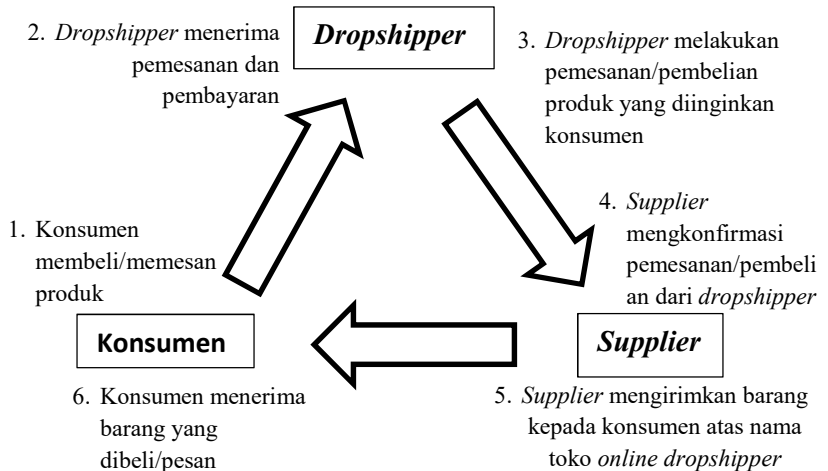 2. Dropshipper menerima
pemesanan dan
pembayaran
Dropshipper
3. Dropshipper melakukan
pemesanan/pembelian
produk yang diinginkan
konsumen
1. Konsumen
membeli/memesan
produk
4. Supplier
mengkonfirmasi
pemesanan/pembeli
an dari dropshipper
Konsumen
Supplier
6. Konsumen menerima
barang yang
dibeli/pesan
5. Supplier mengirimkan barang
kepada konsumen atas nama
toko online dropshipper